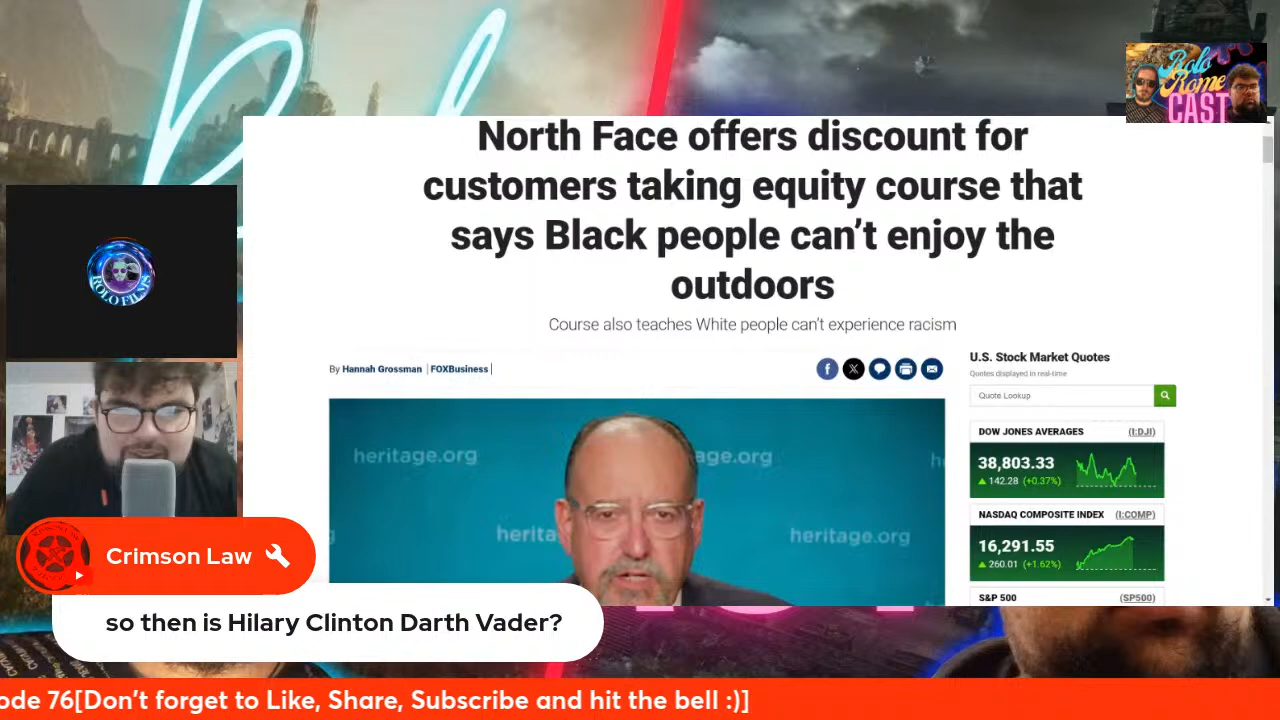 Rolo
Rome
CAST
North Face offers discount for
customers taking equity course that
says Black people can’t enjoy the
outdoors
Course also teaches White people can’t experience racism
By Hannah Grossman | FOXBusiness |
U.S. Stock Market Quotes
Quotes displayed in real-time
Quote Lookup
DOW JONES AVERAGES (I:DJI)
38,803.33
142.28 (+0.37%)
NASDAQ COMPOSITE INDEX (I:COMP)
16,291.55
260.01 (+1.62%)
S&P 500 (SP500)
heritage.org
age.org
h
herita
heritage.org
ROLO FILMS
Crimson Law
so then is Hilary Clinton Darth Vader?
ode 76[Don’t forget to Like, Share, Subscribe and hit the bell :)]